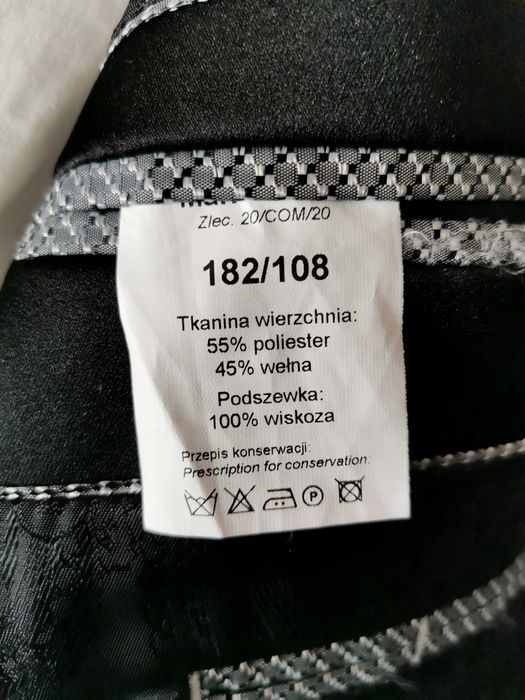 Zlec. 20/COM/20
182/108
Tkanina wierzchnia:
55% poliester
45% wełna
Podszewka:
100% wiskoza
Przepis konserwacji:
Prescription for conservation:
P